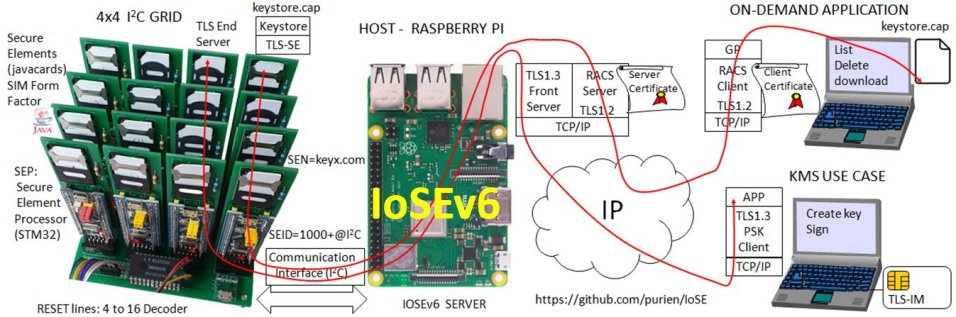 4x4 I²C GRID
Secure
Elements
(javacards)
SIM Form
Factor
JAVA
TLS End
Server
keystore.cap
Keystore
TLS-SE
SEN=keyx.com
SEP:
Secure
Element
Processor
(STM32)
SEID=1000+@I²C
Communication
Interface (I²C)
RESET lines: 4 to 16 Decoder
HOST - RASPBERRY PI
IoSEv6
IOSEv6 SERVER
TLS1.3
Front
Server
RACS
Server
TLS1.2
TCP/IP
Server
Certificate
IP
https://github.com/purien/IoSE
ON-DEMAND APPLICATION
keystore.cap
GP
RACS
Client
TLS1.2
TCP/IP
Client
Certificate
List
Delete
download
KMS USE CASE
APP
TLS1.3
PSK
Client
TCP/IP
Create key
Sign
TLS-IM